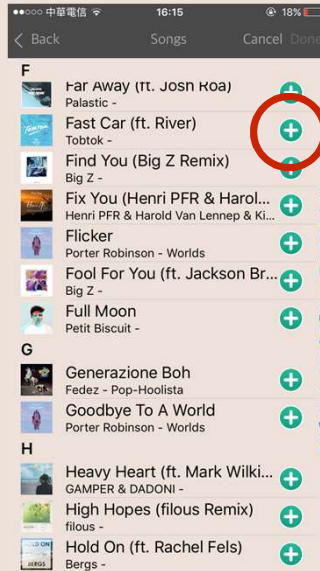 中華電信 16:15 18%
Back Songs Cancel Done
F
Far Away (ft. Josh Roa)
Palastic -
Fast Car (ft. River)
Tobtok -
Find You (Big Z Remix)
Big Z -
Fix You (Henri PFR & Harol...
Henri PFR & Harold Van Lennep & Ki...
Flicker
Porter Robinson - Worlds
Fool For You (ft. Jackson Br...
Big Z -
Full Moon
Petit Biscuit -
G
Generazione Boh
Fedez - Pop-Hoolista
Goodbye To A World
Porter Robinson - Worlds
H
Heavy Heart (ft. Mark Wilki...
GAMPER & DADONI -
High Hopes (filous Remix)
filous -
Hold On (ft. Rachel Fels)
Bergs -
BERGS